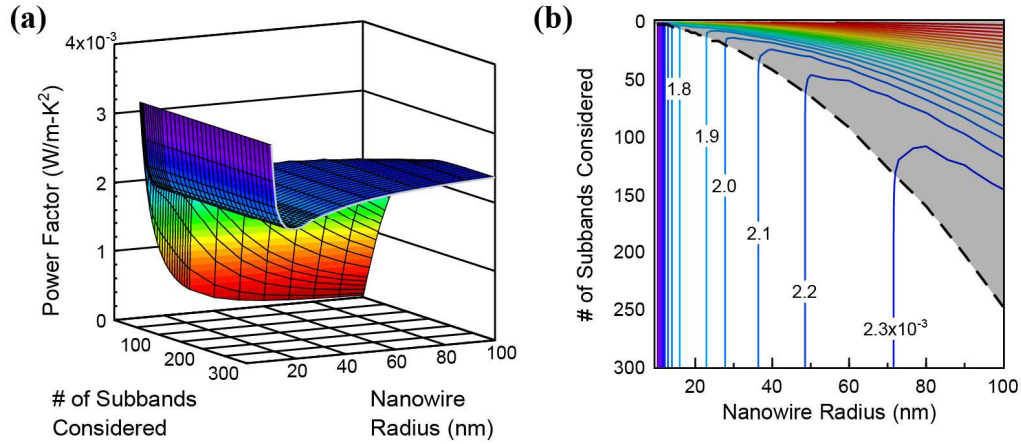 (a)
4x10⁻³
3
2
1
0
Power Factor (W/m-K²)
100
200
300
20
40
60
80
100
# of Subbands
Considered
Nanowire
Radius (nm)
(b)
0
50
100
150
200
250
300
# of Subbands Considered
1.8
1.9
2.0
2.1
2.2
2.3x10⁻³
20
40
60
80
100
Nanowire Radius (nm)